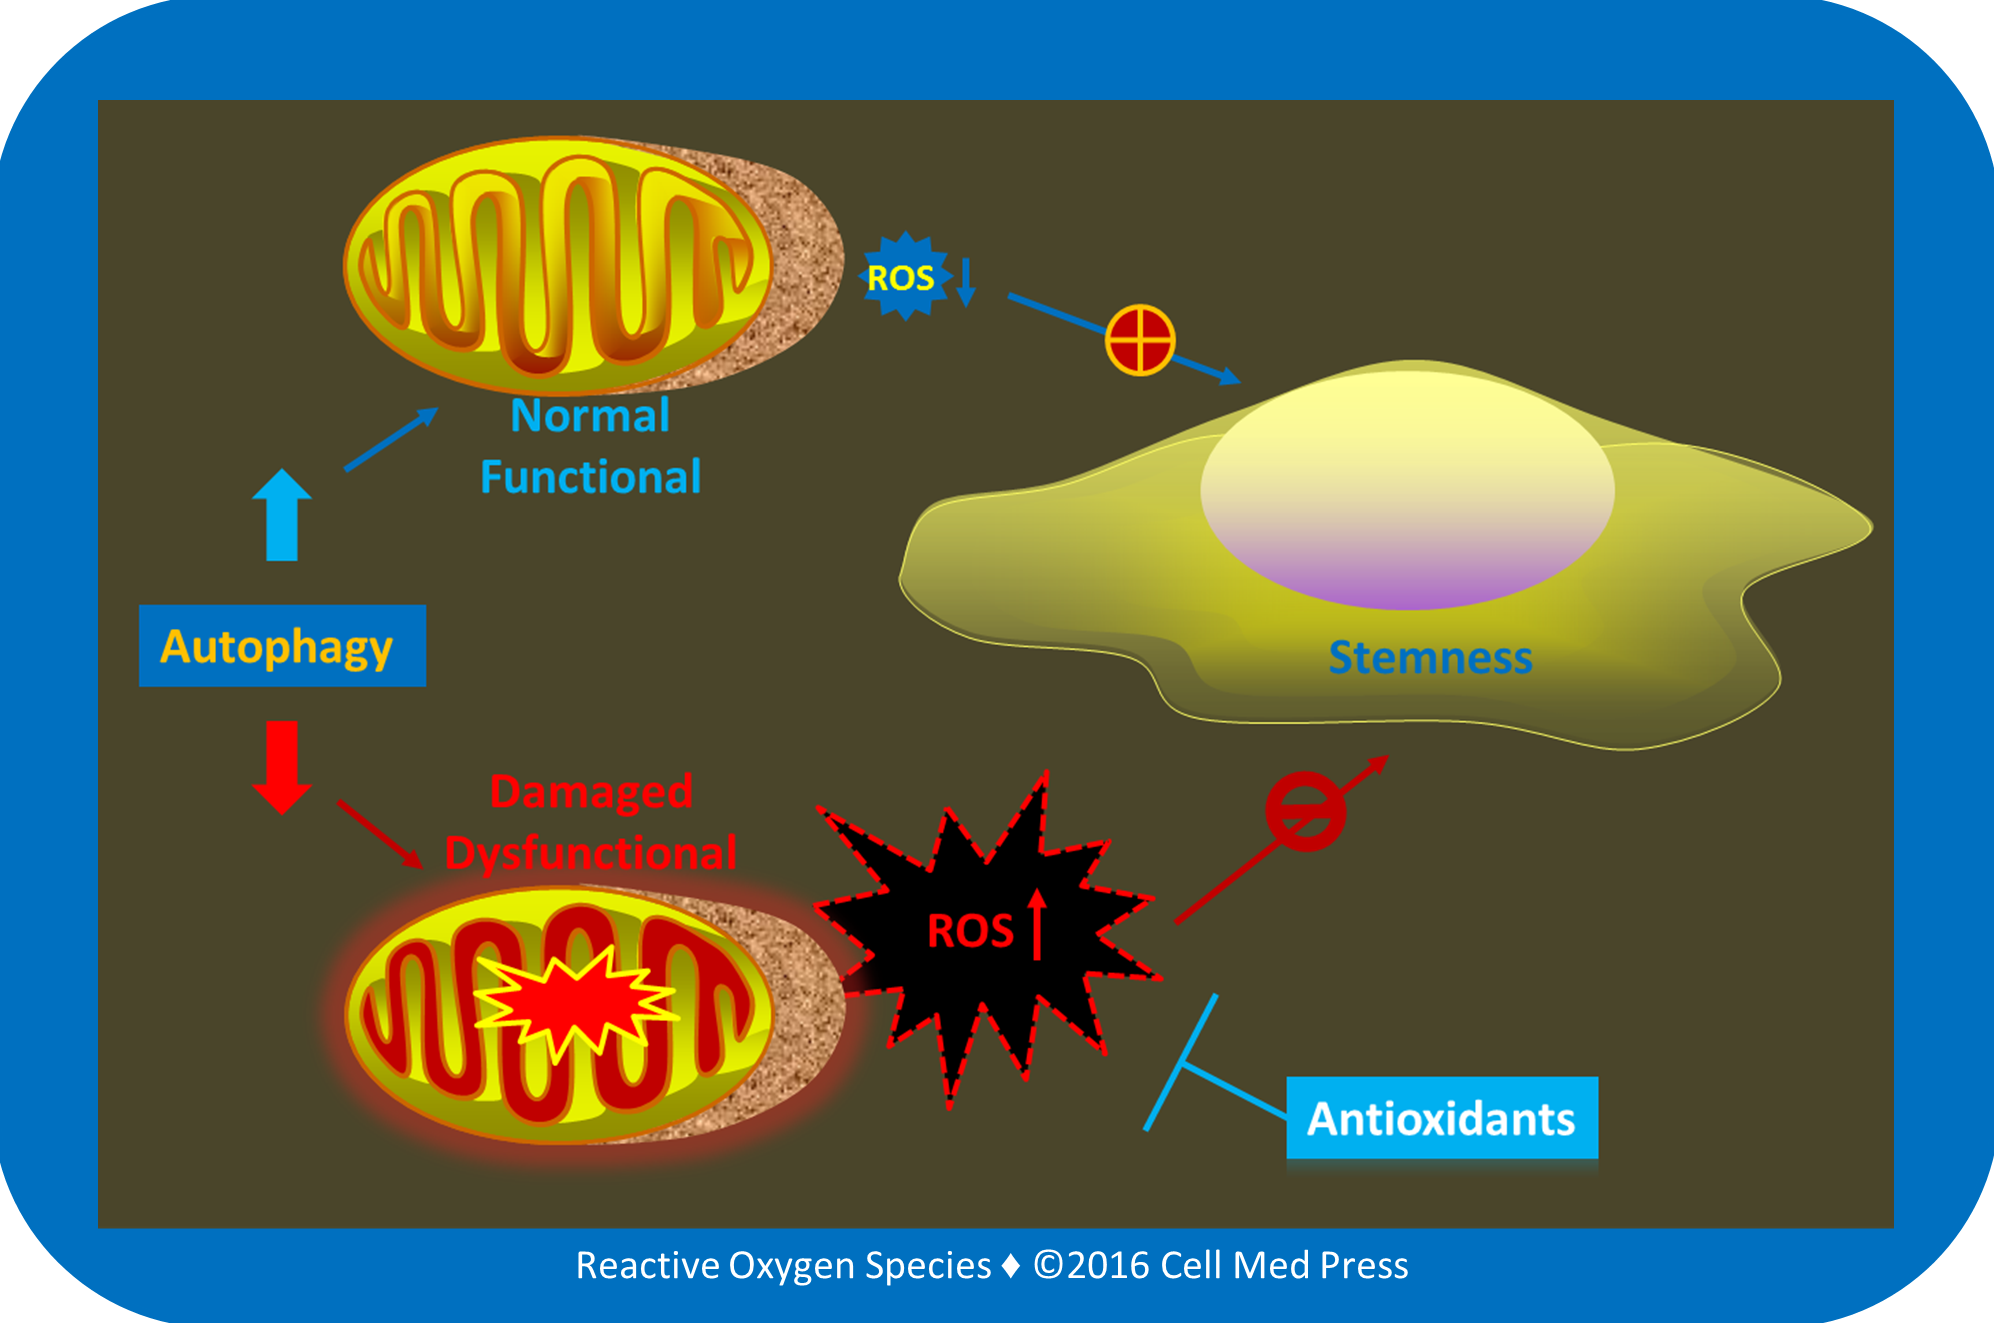 ROS
Normal
Functional
Autophagy
Stemness
Damaged
Dysfunctional
ROS
Antioxidants
Reactive Oxygen Species ♦ ©2016 Cell Med Press